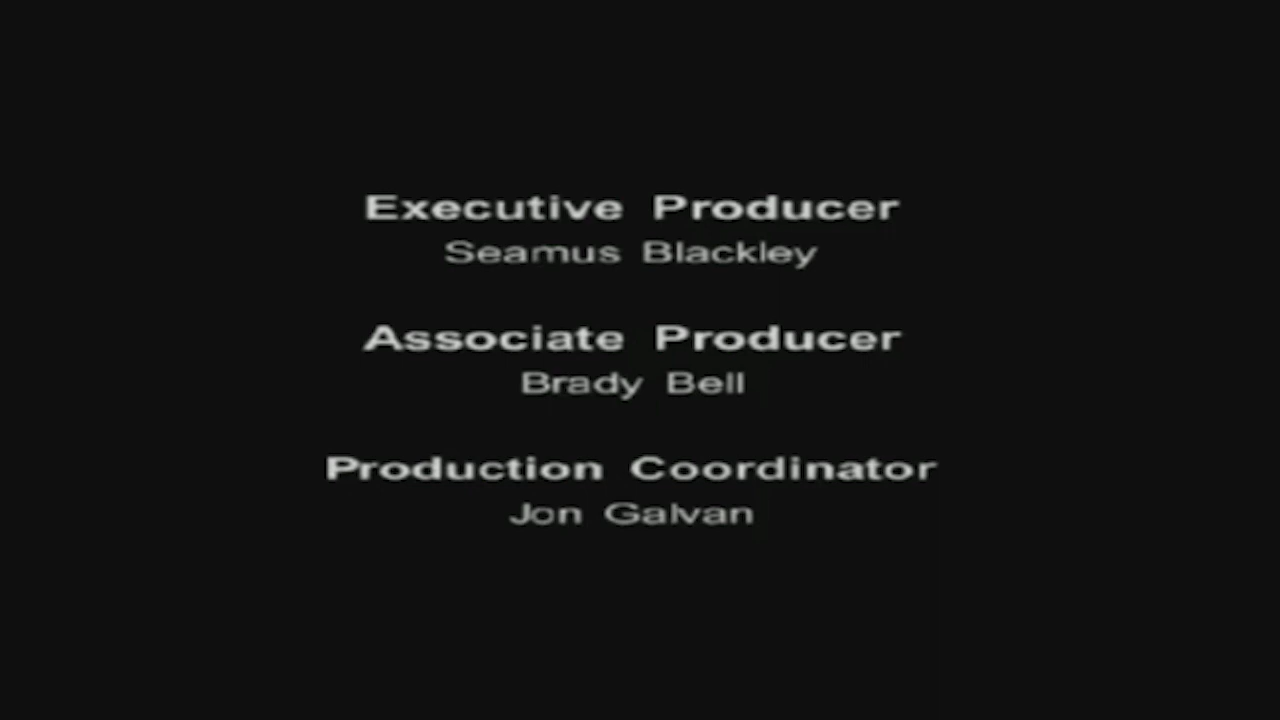 Executive Producer
Seamus Blackley
Associate Producer
Brady Bell
Production Coordinator
Jon Galvan